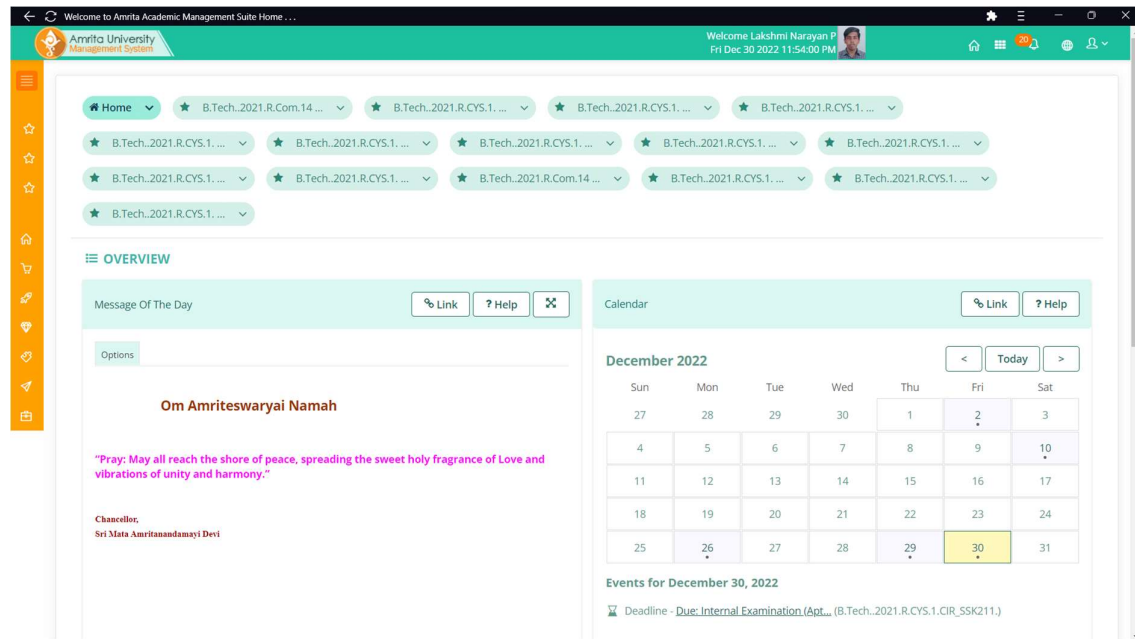 Welcome to Amrita Academic Management Suite Home . . .
Amrita University
Management System
Welcome Lakshmi Narayan P
Fri Dec 30 2022 11:54:00 PM
20
Home
B.Tech..2021.R.Com.14 ...
B.Tech..2021.R.CYS.1. ...
B.Tech..2021.R.CYS.1. ...
B.Tech..2021.R.CYS.1. ...
B.Tech..2021.R.CYS.1. ...
B.Tech..2021.R.CYS.1. ...
B.Tech..2021.R.CYS.1. ...
B.Tech..2021.R.CYS.1. ...
B.Tech..2021.R.CYS.1. ...
B.Tech..2021.R.CYS.1. ...
B.Tech..2021.R.CYS.1. ...
B.Tech..2021.R.Com.14 ...
B.Tech..2021.R.CYS.1. ...
B.Tech..2021.R.CYS.1. ...
B.Tech..2021.R.CYS.1. ...
OVERVIEW
Message Of The Day
Link
? Help
Options
Om Amriteswaryai Namah
"Pray: May all reach the shore of peace, spreading the sweet holy fragrance of Love and
vibrations of unity and harmony."
Chancellor,
Sri Mata Amritanandamayi Devi
Calendar
Link
? Help
December 2022
< Today >
Sun Mon Tue Wed Thu Fri Sat
27 28 29 30 1 2 3
4 5 6 7 8 9 10
11 12 13 14 15 16 17
18 19 20 21 22 23 24
25 26 27 28 29 30 31
Events for December 30, 2022
Deadline - Due: Internal Examination (Apt... (B.Tech..2021.R.CYS.1.CIR_SSK211.)